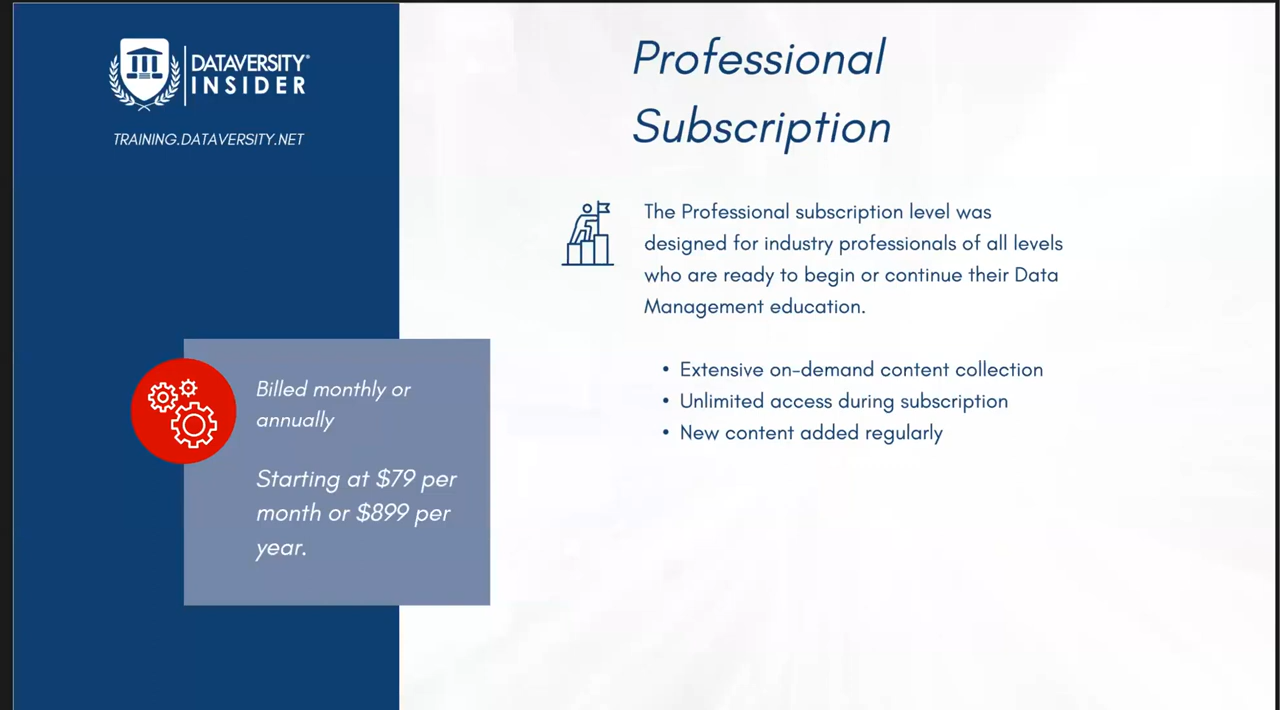 DATAVERSITY®
INSIDER
TRAINING.DATAVERSITY.NET
Professional
Subscription
The Professional subscription level was
designed for industry professionals of all levels
who are ready to begin or continue their Data
Management education.
• Extensive on-demand content collection
• Unlimited access during subscription
• New content added regularly
Billed monthly or
annually
Starting at $79 per
month or $899 per
year.